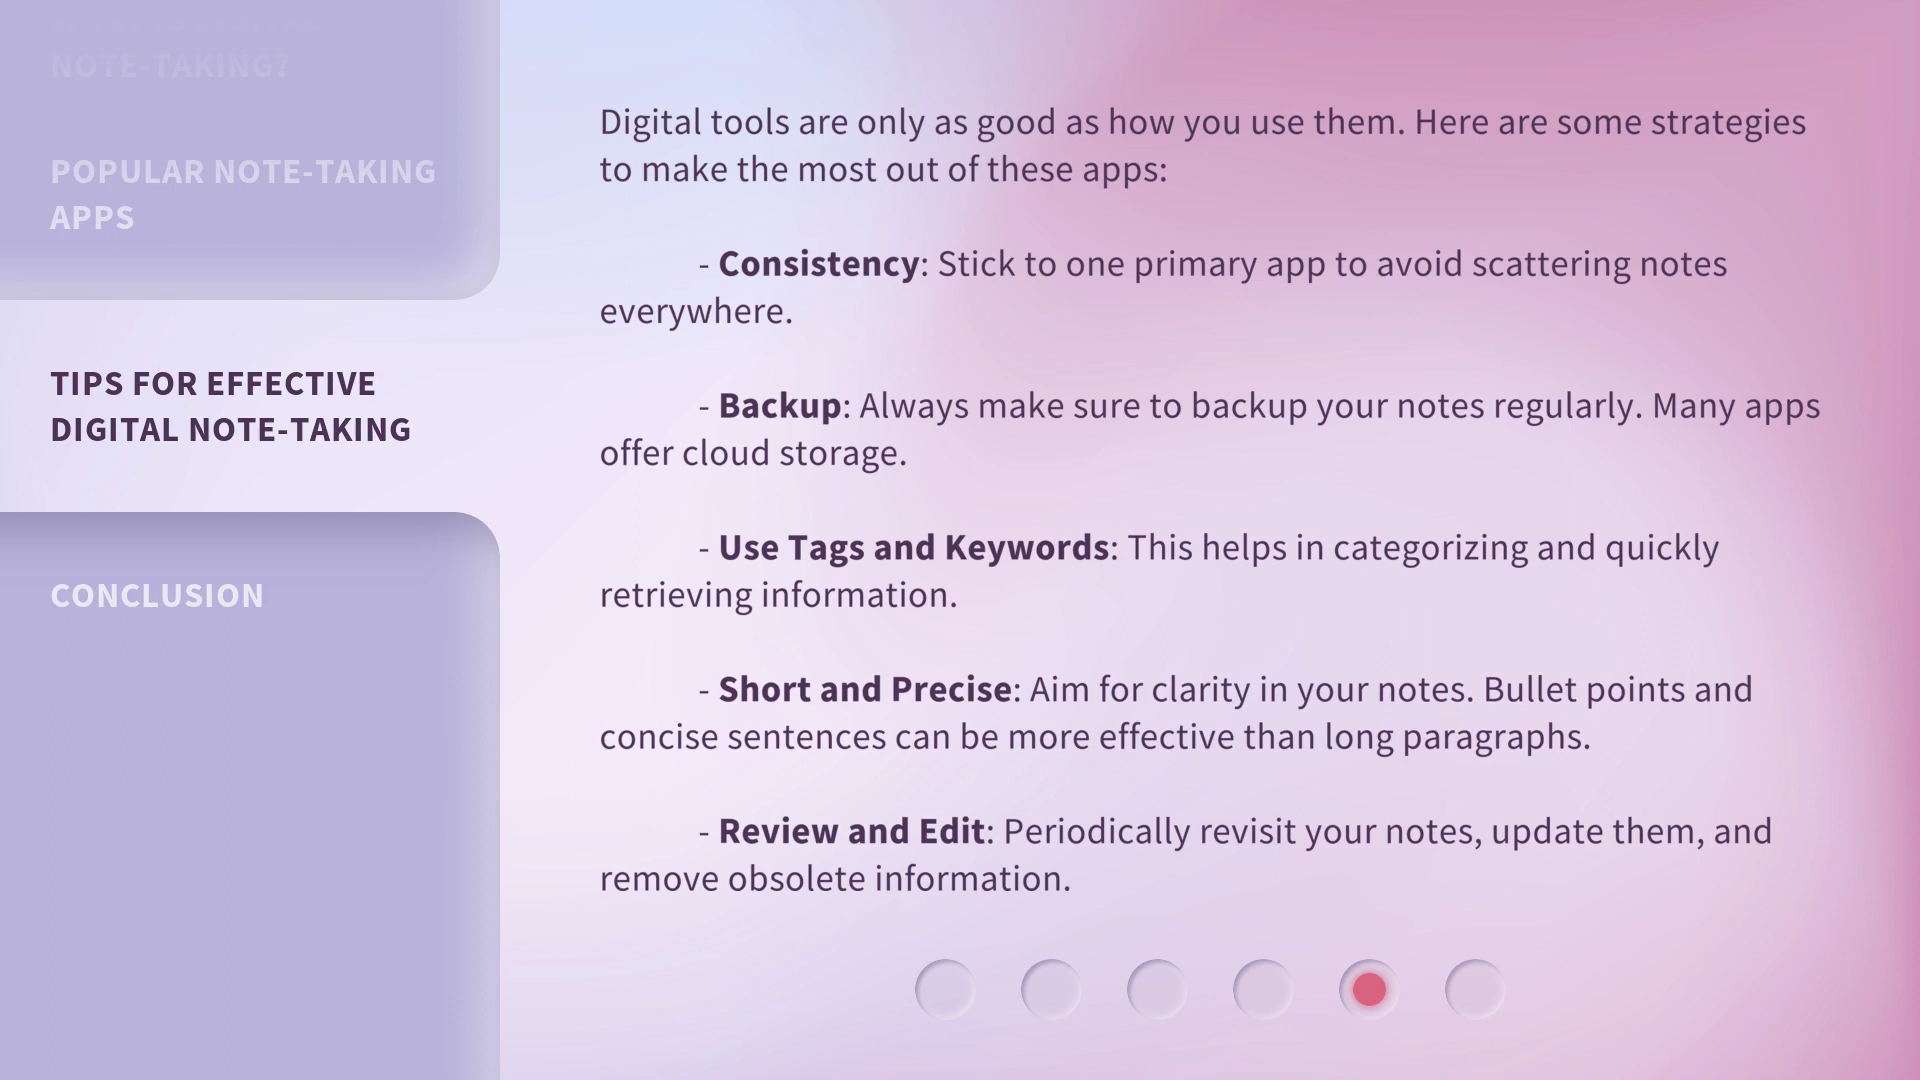 NOTE-TAKING?
POPULAR NOTE-TAKING
APPS
TIPS FOR EFFECTIVE
DIGITAL NOTE-TAKING
CONCLUSION
Digital tools are only as good as how you use them. Here are some strategies
to make the most out of these apps:
- Consistency: Stick to one primary app to avoid scattering notes
everywhere.
- Backup: Always make sure to backup your notes regularly. Many apps
offer cloud storage.
- Use Tags and Keywords: This helps in categorizing and quickly
retrieving information.
- Short and Precise: Aim for clarity in your notes. Bullet points and
concise sentences can be more effective than long paragraphs.
- Review and Edit: Periodically revisit your notes, update them, and
remove obsolete information.